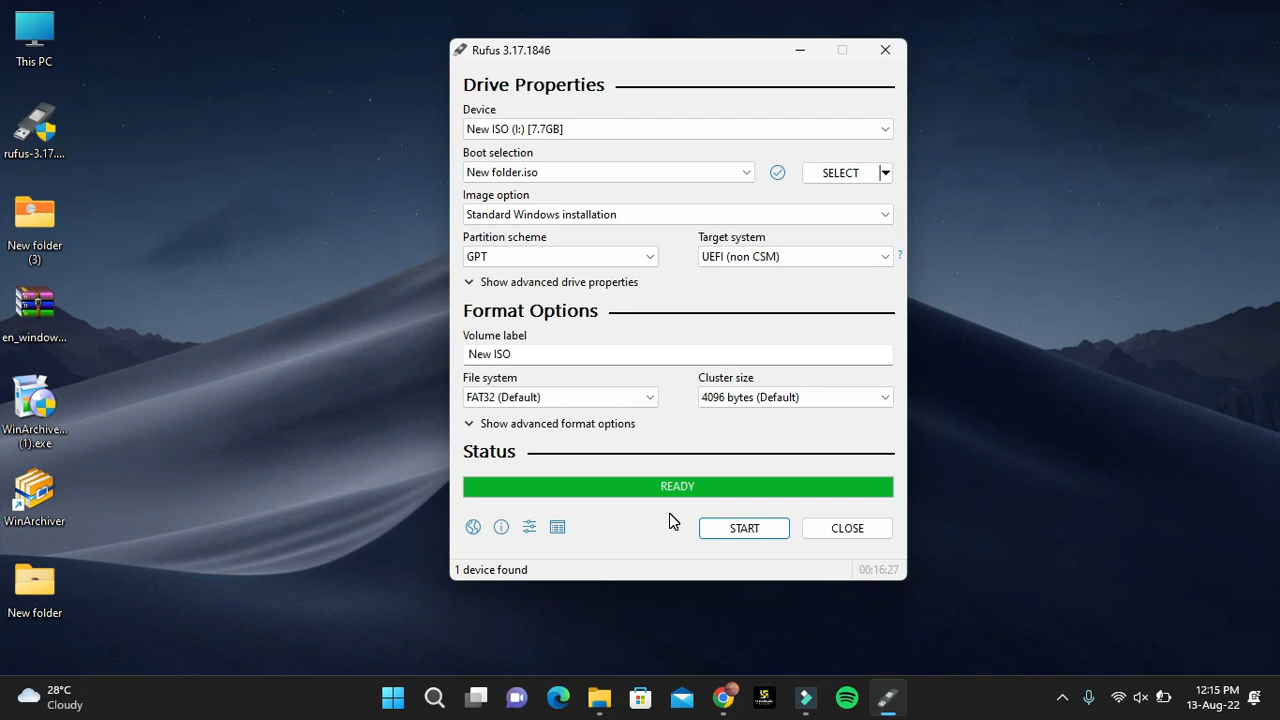 This PC
rufus-3.17....
New folder
(3)
en_window...
WinArchive...
(1).exe
WinArchiver
New folder
Rufus 3.17.1846
Drive Properties
Device
New ISO (I:) [7.7GB]
Boot selection
New folder.iso
SELECT
Image option
Standard Windows installation
Partition scheme
Target system
GPT
UEFI (non CSM)
?
Show advanced drive properties
Format Options
Volume label
New ISO
File system
Cluster size
FAT32 (Default)
4096 bytes (Default)
Show advanced format options
Status
READY
START
CLOSE
1 device found
00:16:27
28°C
Cloudy
12:15 PM
13-Aug-22